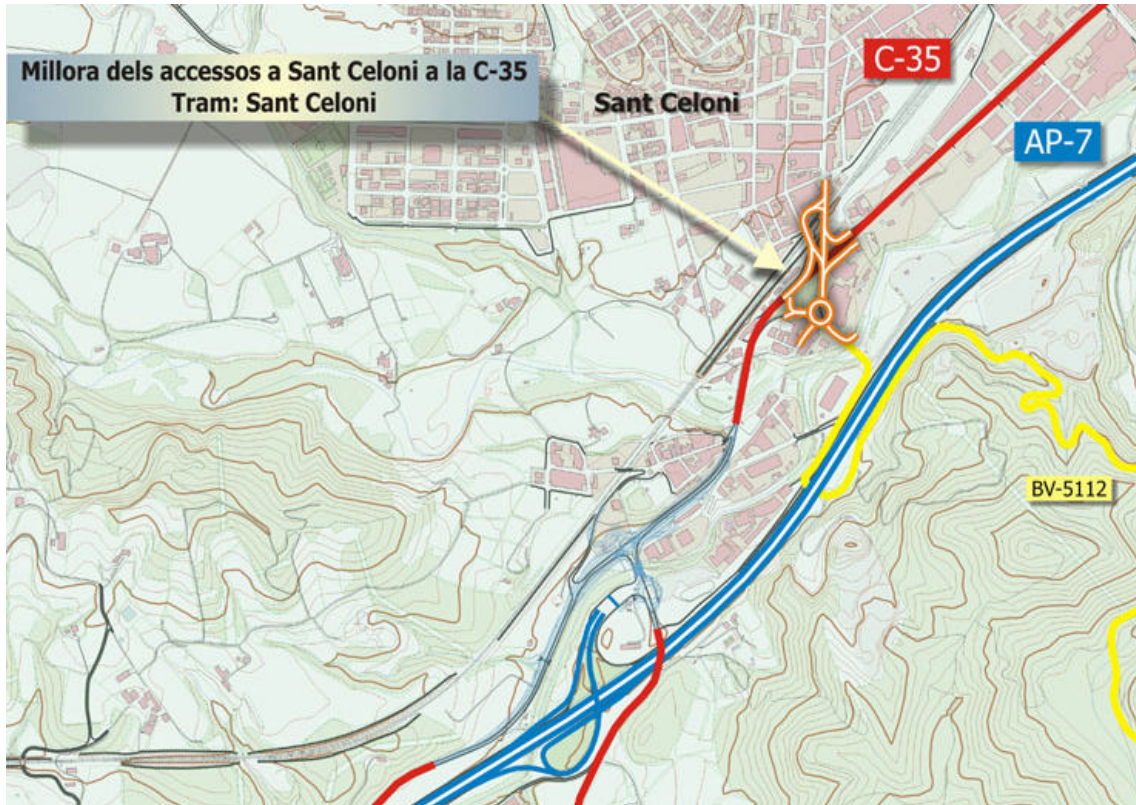 Millora dels accessos a Sant Celoni a la C-35
Tram: Sant Celoni
Sant Celoni
C-35
AP-7
BV-5112